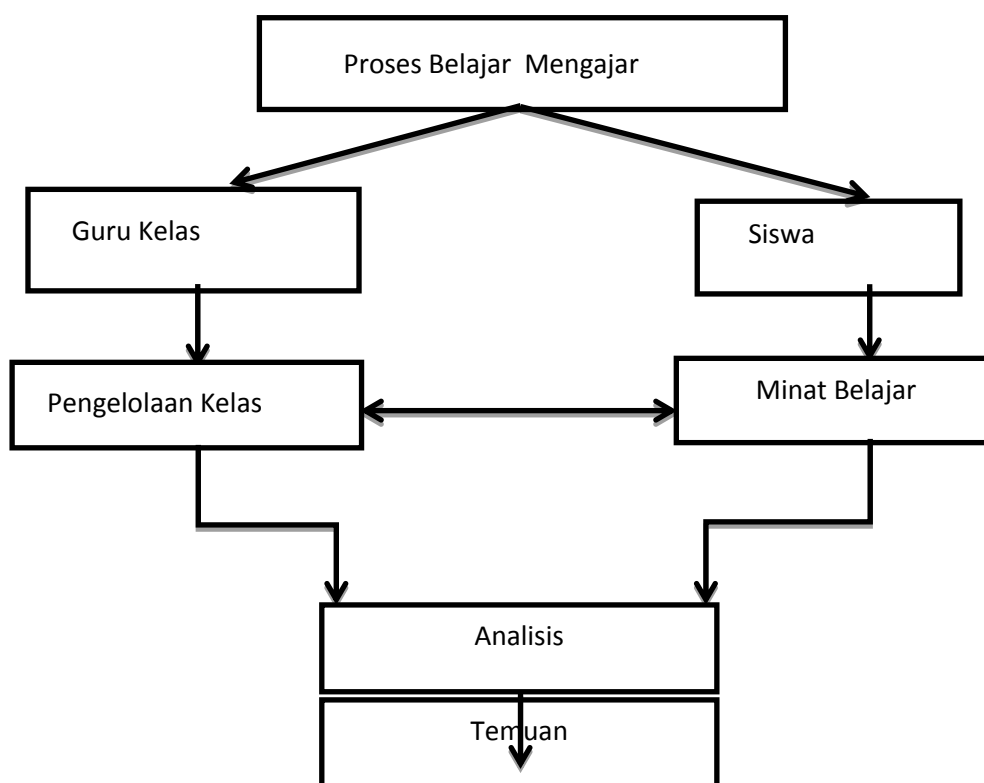 Proses Belajar  Mengajar
Guru Kelas
Siswa
Pengelolaan Kelas
Minat Belajar
Analisis
Temuan